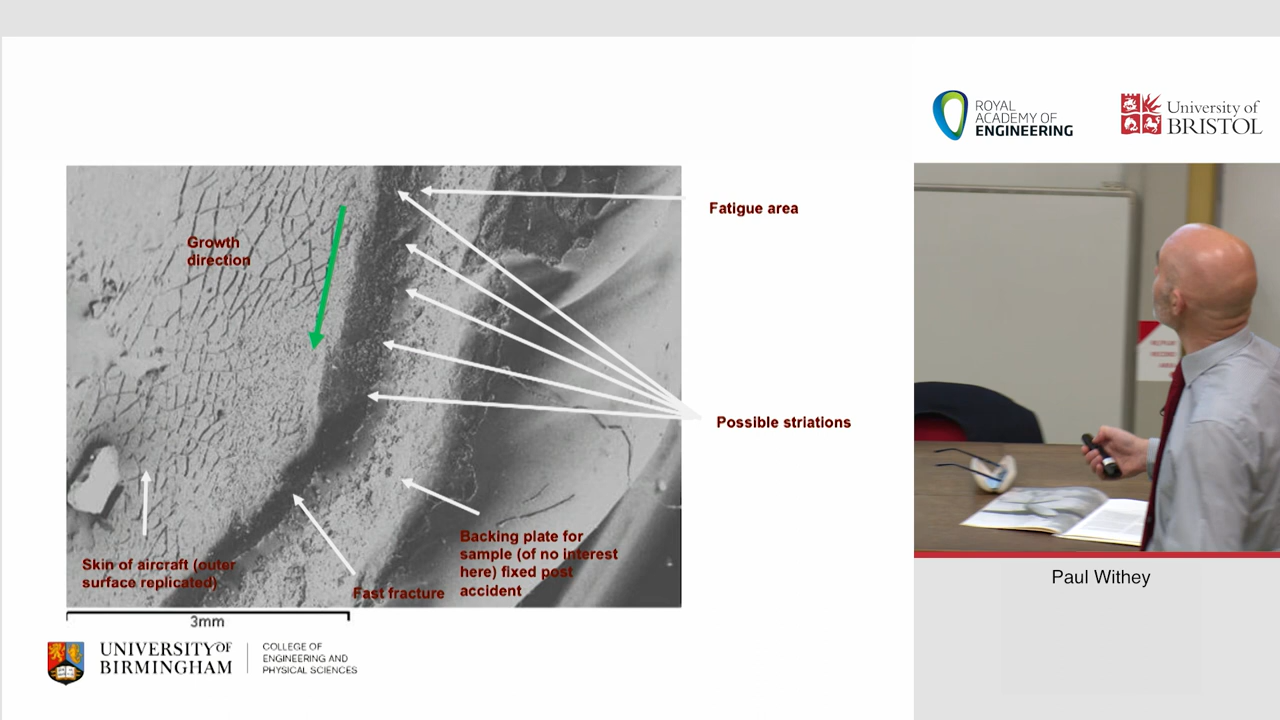 ROYAL
ACADEMY OF
ENGINEERING
University of
BRISTOL
Fatigue area
Growth
direction
Possible striations
Backing plate for
sample (of no interest
here) fixed post
accident
Skin of aircraft (outer
surface replicated)
Fast fracture
3mm
UNIVERSITY OF
BIRMINGHAM
COLLEGE OF
ENGINEERING AND
PHYSICAL SCIENCES
Paul Withey